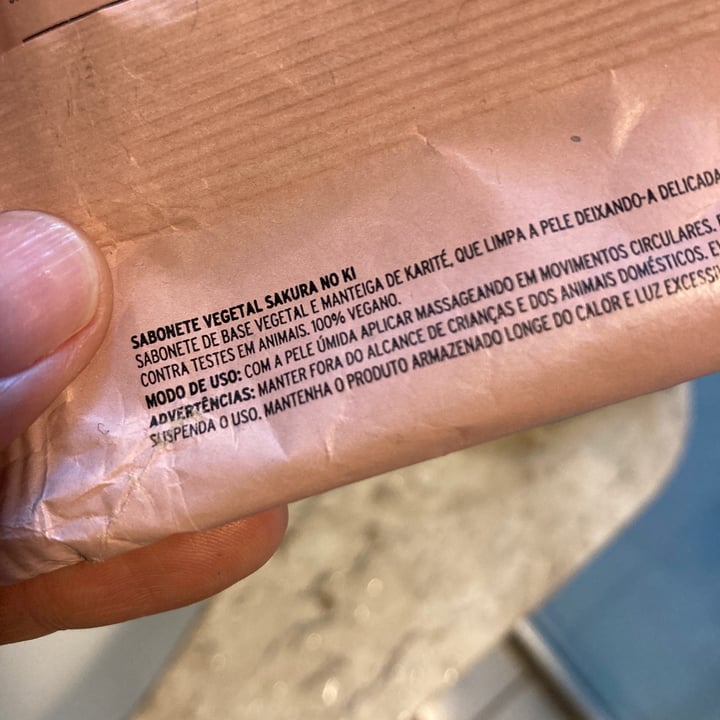 SABONETE VEGETAL SAKURA NO KI
SABONETE DE BASE VEGETAL E MANTEIGA DE KARITÉ, QUE LIMPA A PELE DEIXANDO-A DELICADA
CONTRA TESTES EM ANIMAIS. 100% VEGANO.
MODO DE USO: COM A PELE ÚMIDA APLICAR MASSAGEANDO EM MOVIMENTOS CIRCULARES.
ADVERTÊNCIAS: MANTER FORA DO ALCANCE DE CRIANÇAS E DOS ANIMAIS DOMÉSTICOS.
SUSPENDA O USO. MANTENHA O PRODUTO ARMAZENADO LONGE DO CALOR E LUZ